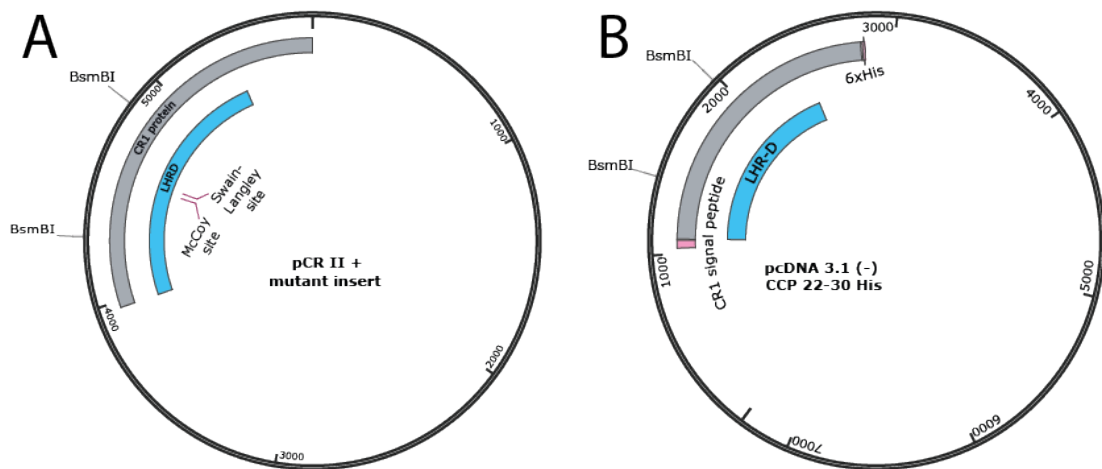 A
BsmBI
BsmBI
5000
1000
2000
3000
4000
CR1 protein
LHRD
Swain-
Langley
site
McCoy
site
pCR II +
mutant insert
B
BsmBI
BsmBI
3000
4000
5000
6000
7000
1000
2000
6xHis
LHR-D
CR1 signal peptide
pcDNA 3.1 (-)
CCP 22-30 His